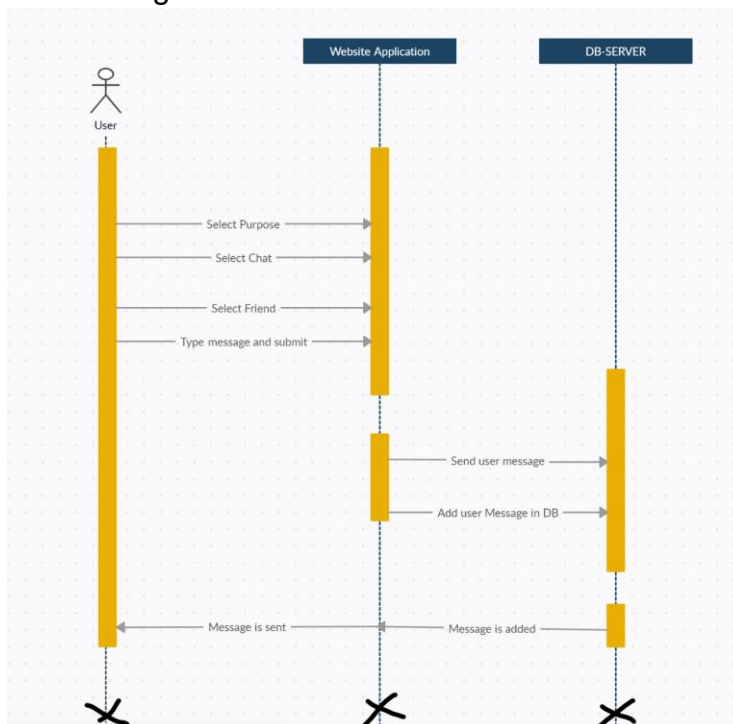 Website Application
DB-SERVER
User
Select Purpose
Select Chat
Select Friend
Type message and submit
Send user message
Add user Message in DB
Message is sent
Message is added